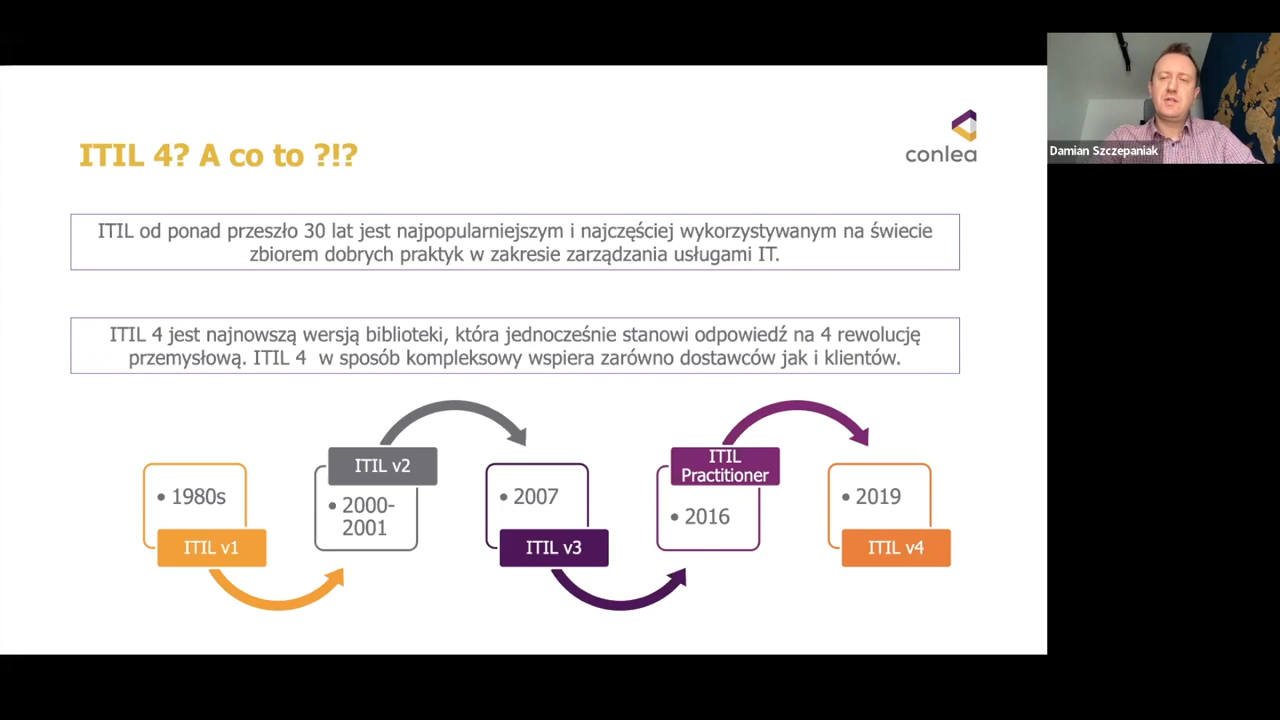 ITIL 4? A co to ?!?
conlea
Damian Szczepaniak
ITIL od ponad przeszło 30 lat jest najpopularniejszym i najczęściej wykorzystywanym na świecie
zbiorem dobrych praktyk w zakresie zarządzania usługami IT.
ITIL 4 jest najnowszą wersją biblioteki, która jednocześnie stanowi odpowiedź na 4 rewolucję
przemysłową. ITIL 4  w sposób kompleksowy wspiera zarówno dostawców jak i klientów.
• 1980s
ITIL v1
ITIL v2
• 2000-
2001
• 2007
ITIL v3
ITIL
Practitioner
• 2016
• 2019
ITIL v4